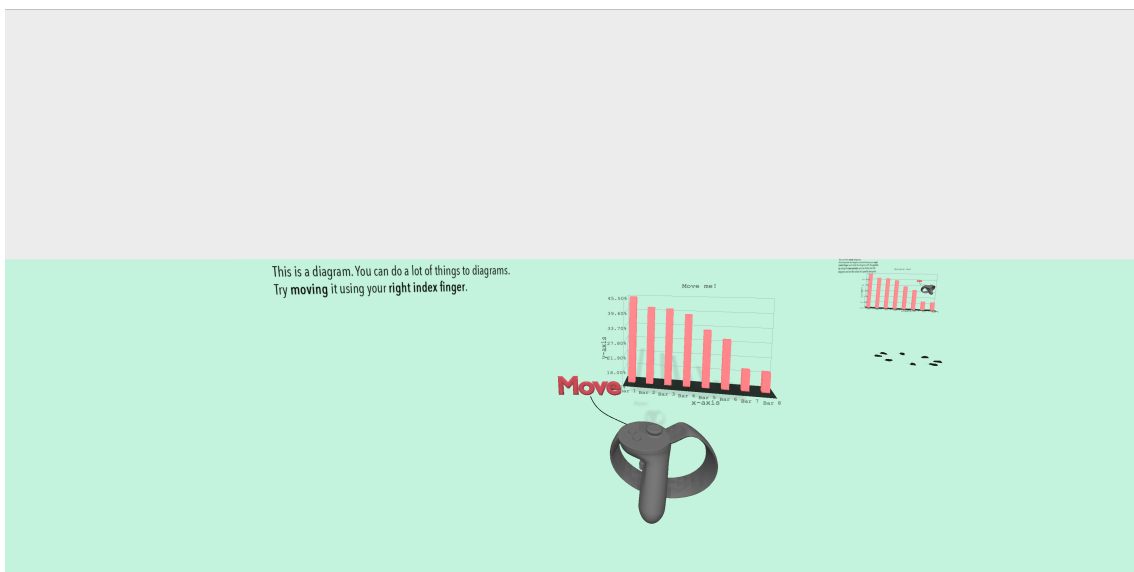 This is a diagram. You can do a lot of things to diagrams.
Try moving it using your right index finger.
Move me!
45.50%
39.60%
33.70%
27.80%
21.90%
16.00%
y-axis
Bar 2 Bar 3 Bar 4 Bar 5 Bar 6 Bar 7 Bar 8
x-axis
Move